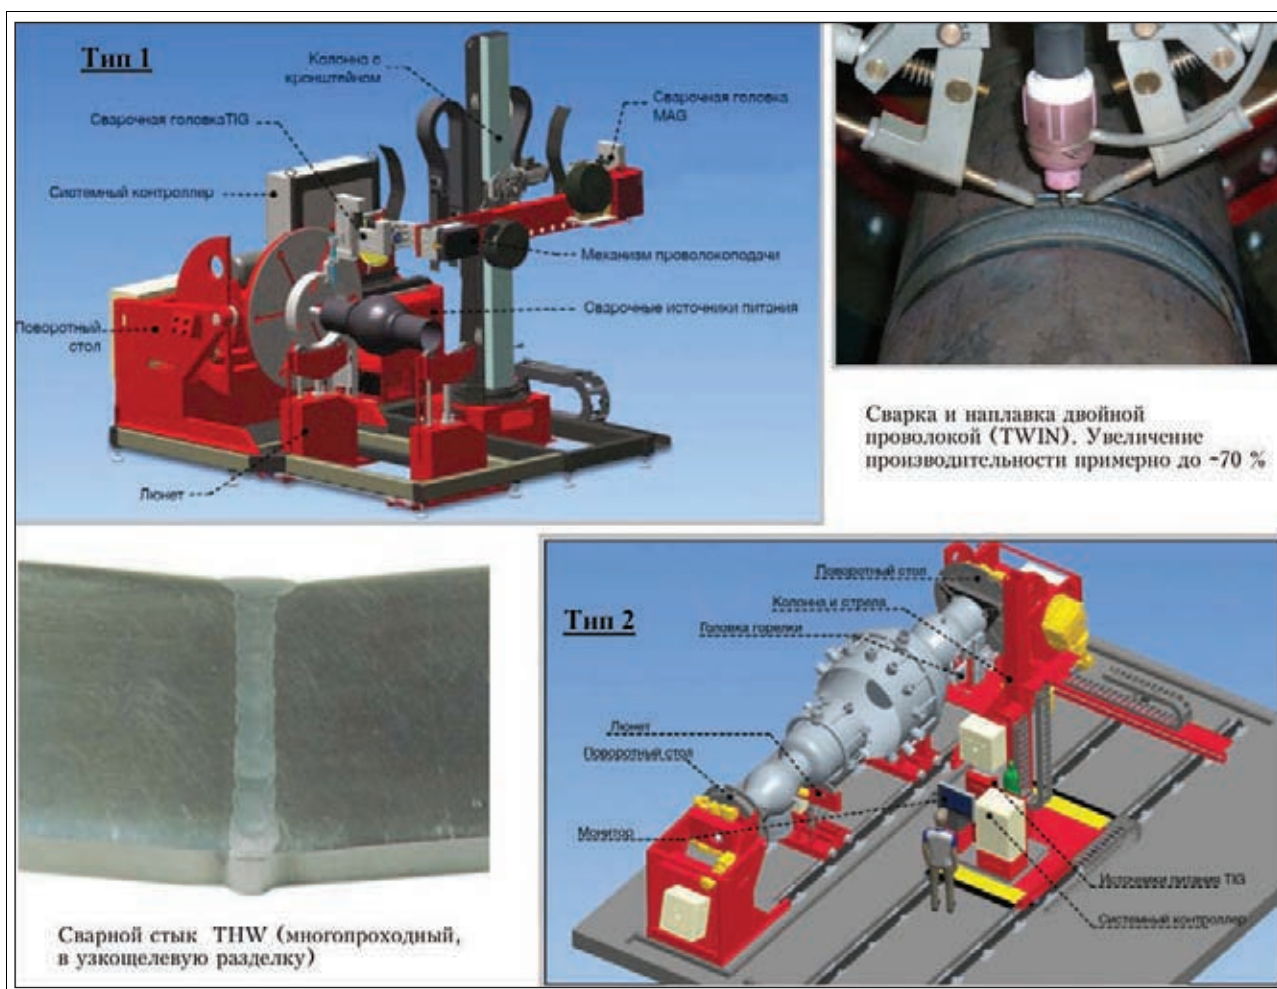 Тип 1
Колонна с
кронштейном
Сварочная головка
MAG
Сварочная головкаTIG
Системный контроллер
Механизм проволокоподачи
Сварочные источники питания
Поворотный
стол
Люнет
Сварка и наплавка двойной
проволокой (TWIN). Увеличение
производительности примерно до ~70 %
Сварной стык THW (многопроходный,
в узкощелевую разделку)
Тип 2
Поворотный стол
Колонна и стрела
Головка горелки
Люнет
Поворотный стол
Монитор
Источники питания TIG
Системный контроллер